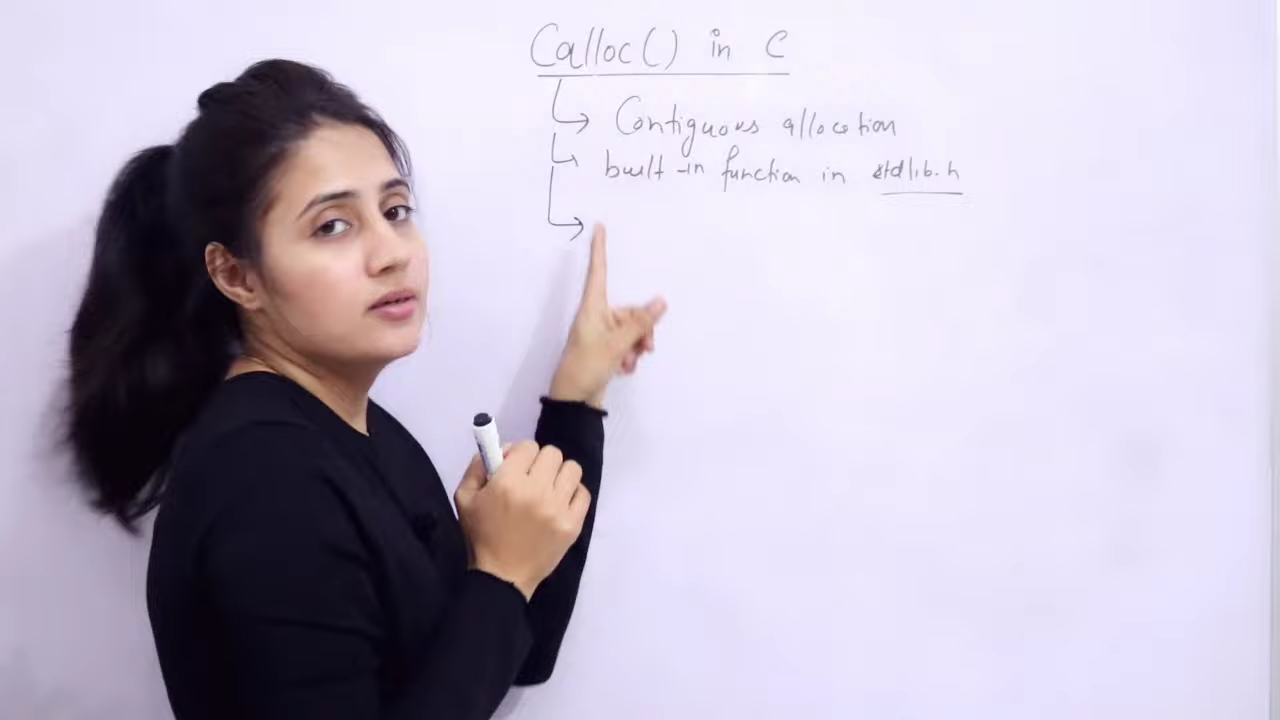 Calloc() in C
Contiguous allocation
built-in function in stdlib.h